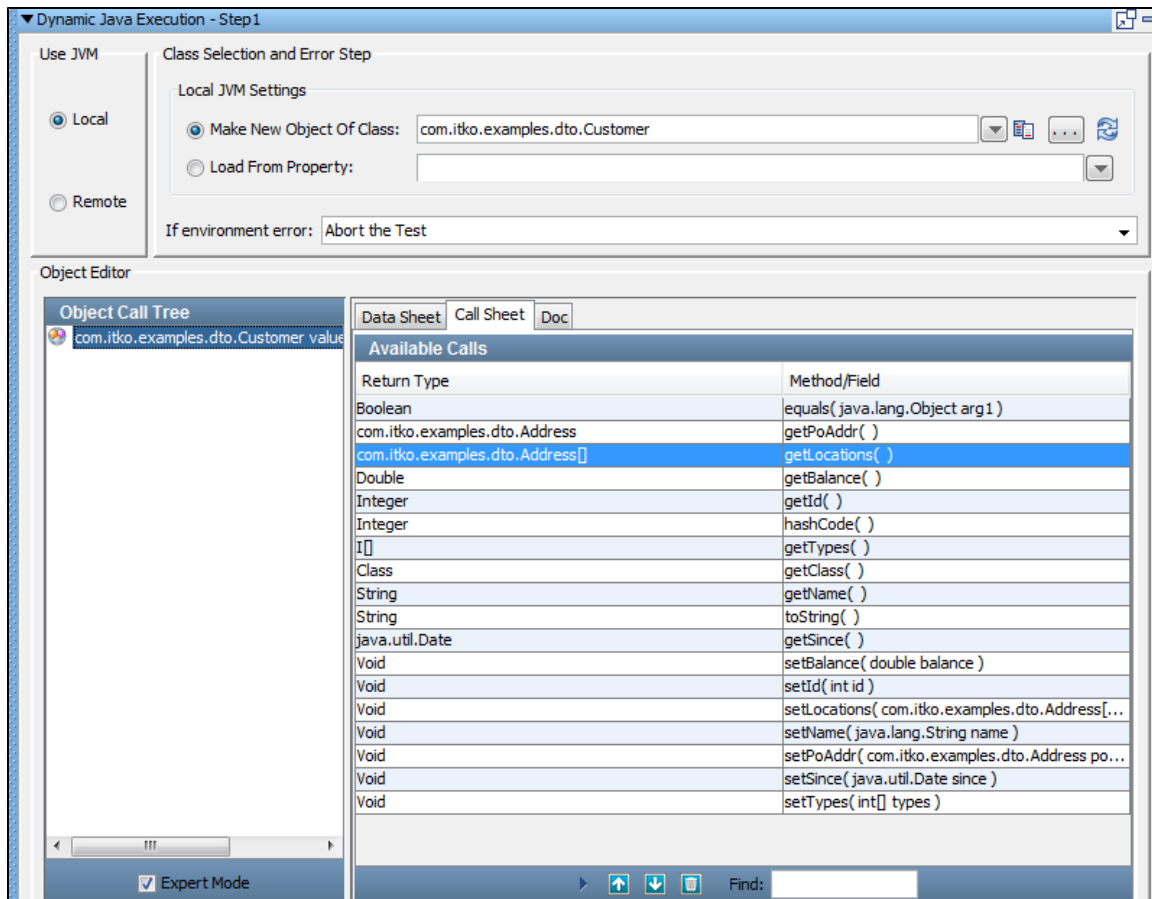 Dynamic Java Execution - Step1
Use JVM
Class Selection and Error Step
Local JVM Settings
Local
Make New Object Of Class: com.itko.examples.dto.Customer ...
Load From Property:
Remote
If environment error: Abort the Test
Object Editor
Object Call Tree
com.itko.examples.dto.Customer value
Data Sheet Call Sheet Doc
Available Calls
Return Type Method/Field
Boolean equals( java.lang.Object arg1 )
com.itko.examples.dto.Address getPoAddr( )
com.itko.examples.dto.Address[] getLocations( )
Double getBalance( )
Integer getId( )
Integer hashCode( )
I[] getTypes( )
Class getClass( )
String getName( )
String toString( )
java.util.Date getSince( )
Void setBalance( double balance )
Void setId( int id )
Void setLocations( com.itko.examples.dto.Address[...
Void setName( java.lang.String name )
Void setPoAddr( com.itko.examples.dto.Address po...
Void setSince( java.util.Date since )
Void setTypes( int[] types )
Expert Mode
Find: